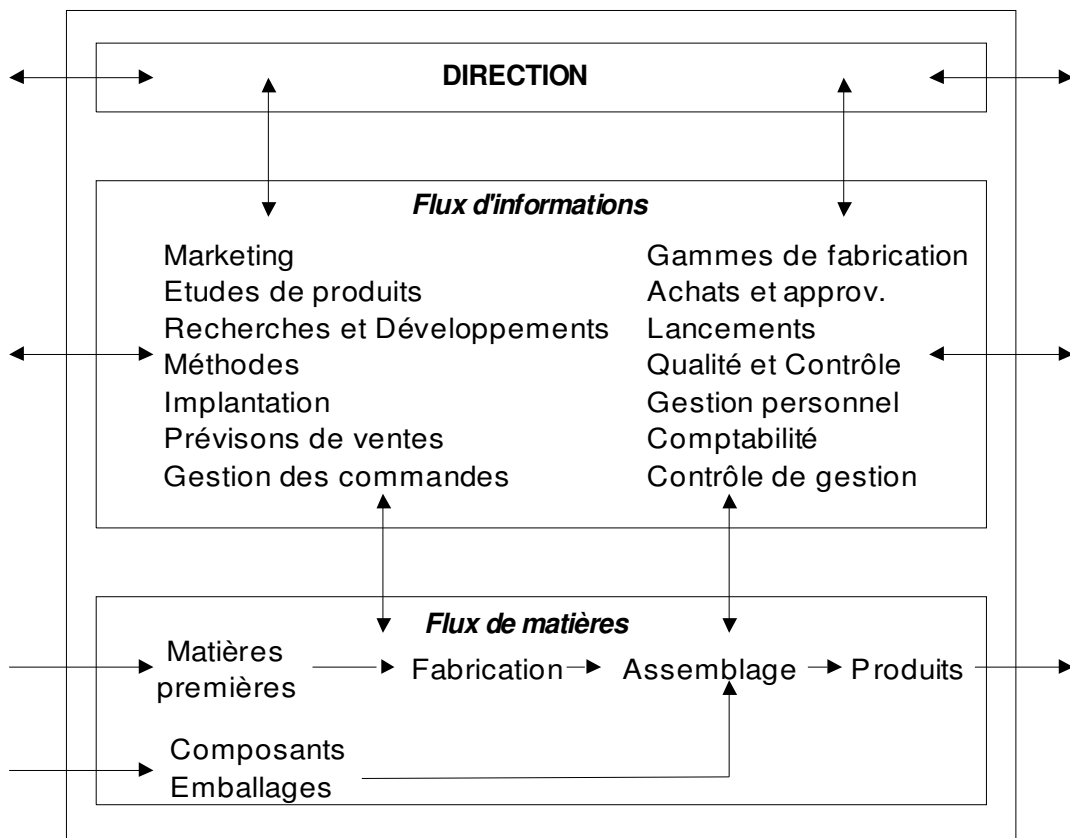 DIRECTION
Flux d'informations
Marketing
Etudes de produits
Recherches et Développements
Méthodes
Implantation
Prévisons de ventes
Gestion des commandes
Gammes de fabrication
Achats et approv.
Lancements
Qualité et Contrôle
Gestion personnel
Comptabilité
Contrôle de gestion
Flux de matières
Matières
premières
Fabrication
Assemblage
Produits
Composants
Emballages